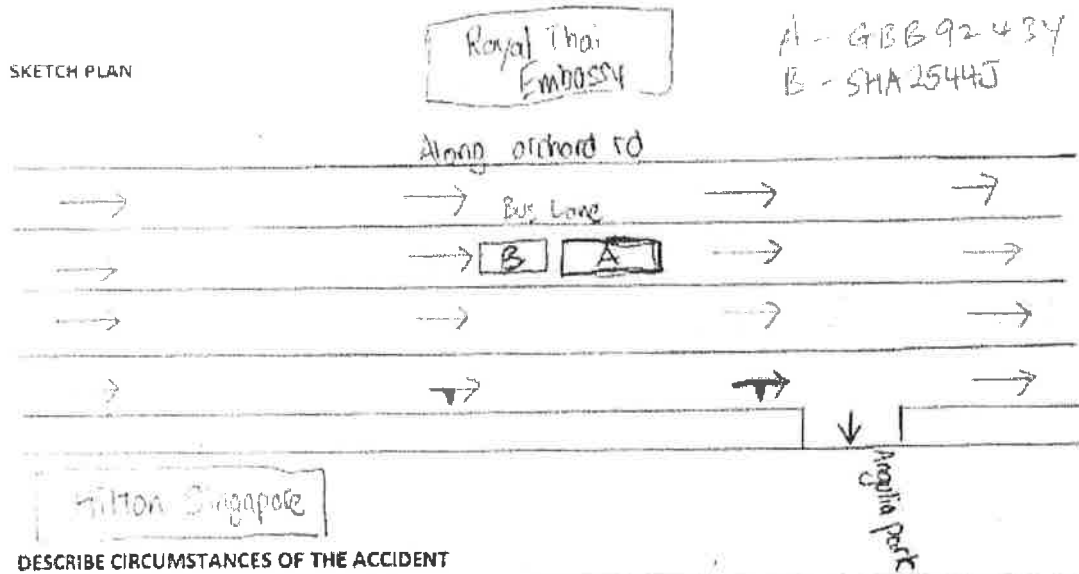 SKETCH PLAN
Royal Thai
Embassy
A - GBB9243Y
B - SHA2544J
Along orchard rd
Bus Lane
B
A
Hilton Singapore
Angulia park
DESCRIBE CIRCUMSTANCES OF THE ACCIDENT